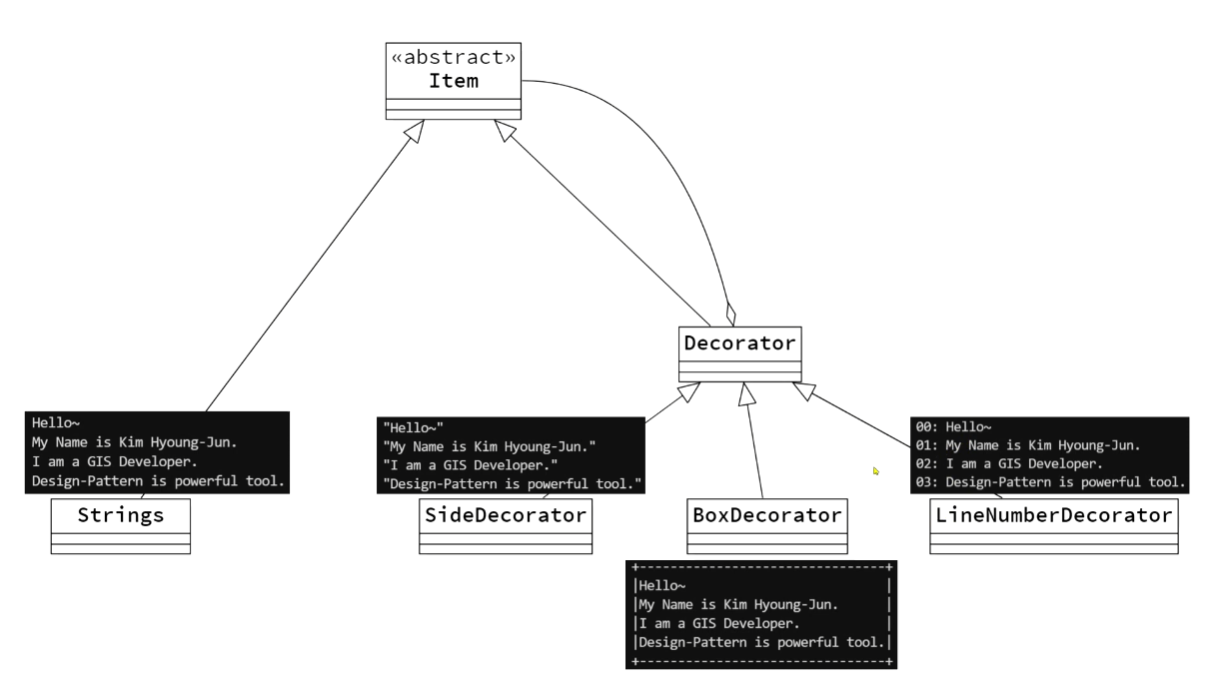 «abstract»
Item
Decorator
Hello~
My Name is Kim Hyoung-Jun.
I am a GIS Developer.
Design-Pattern is powerful tool.
Strings
"Hello~"
"My Name is Kim Hyoung-Jun."
"I am a GIS Developer."
"Design-Pattern is powerful tool."
SideDecorator
BoxDecorator
+--------------------------------+
|Hello~                          |
|My Name is Kim Hyoung-Jun.      |
|I am a GIS Developer.           |
|Design-Pattern is powerful tool.|
+--------------------------------+
00: Hello~
01: My Name is Kim Hyoung-Jun.
02: I am a GIS Developer.
03: Design-Pattern is powerful tool.
LineNumberDecorator